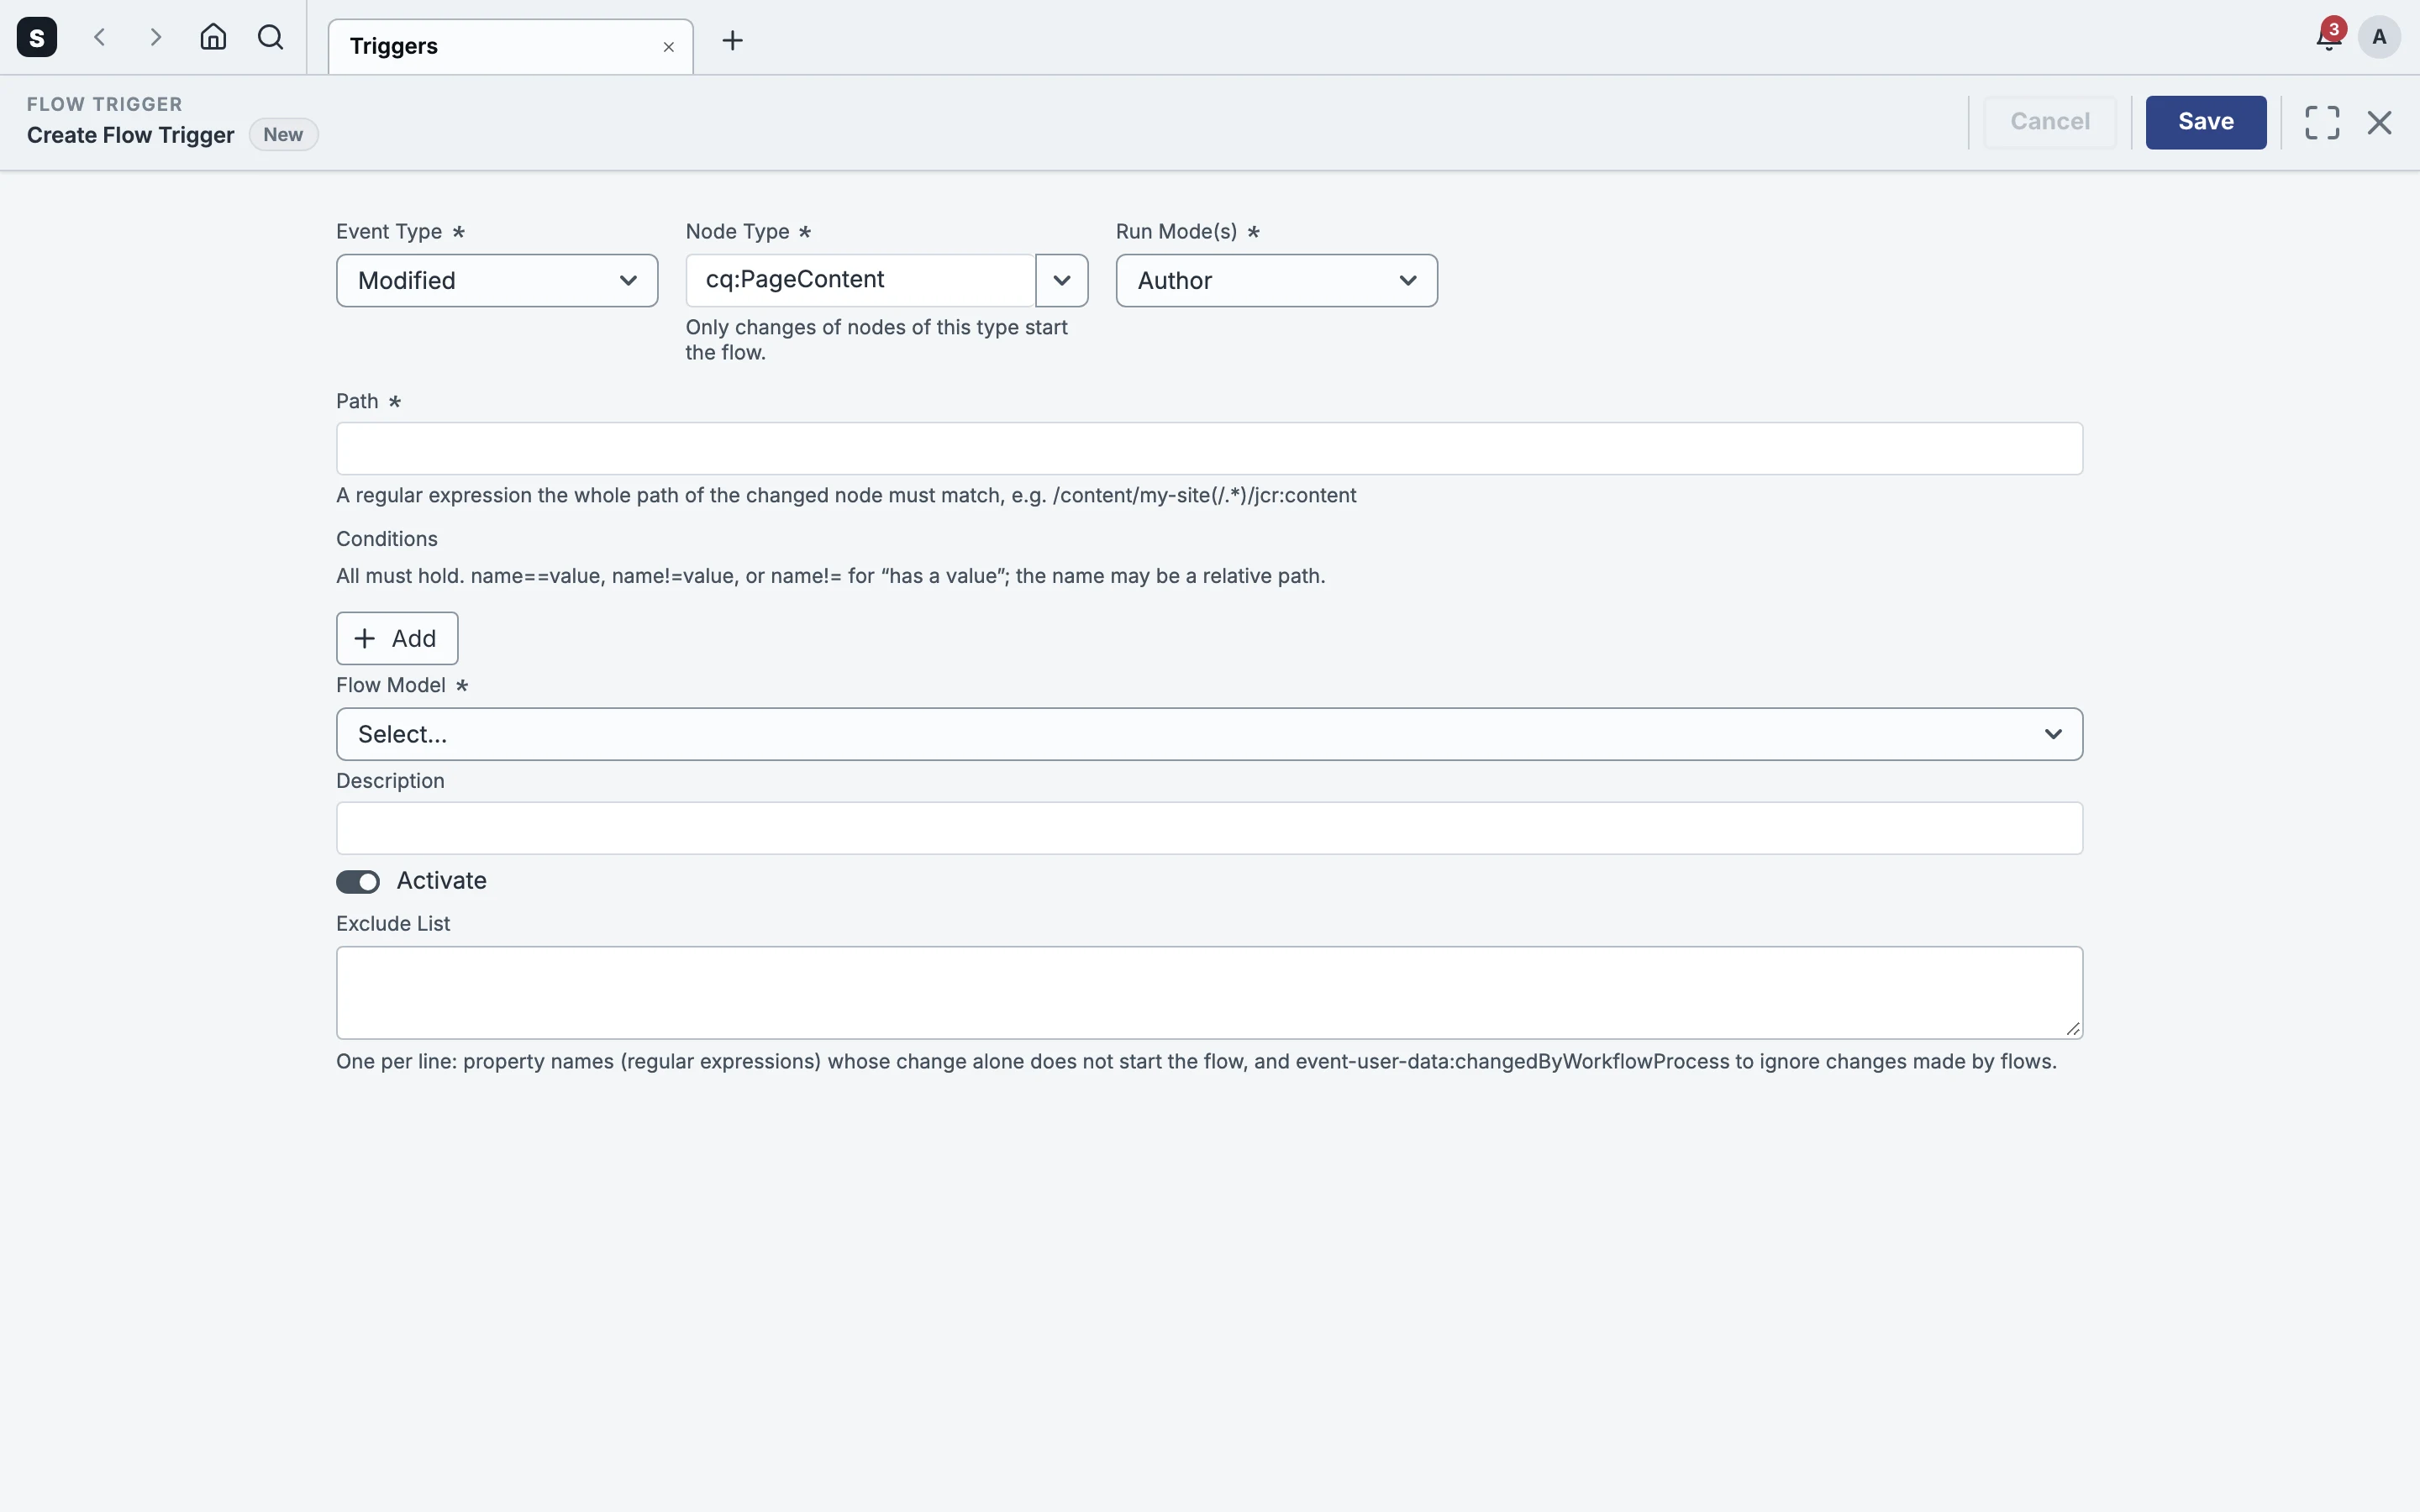 S
Triggers
3
A
FLOW TRIGGER
Create Flow Trigger New
Cancel
Save
Event Type *
Node Type *
Run Mode(s) *
Modified
cq:PageContent
Author
Only changes of nodes of this type start
the flow.
Path *
A regular expression the whole path of the changed node must match, e.g. /content/my-site(/.*)/jcr:content
Conditions
All must hold. name==value, name!=value, or name!= for “has a value”; the name may be a relative path.
Add
Flow Model *
Select...
Description
Activate
Exclude List
One per line: property names (regular expressions) whose change alone does not start the flow, and event-user-data:changedByWorkflowProcess to ignore changes made by flows.